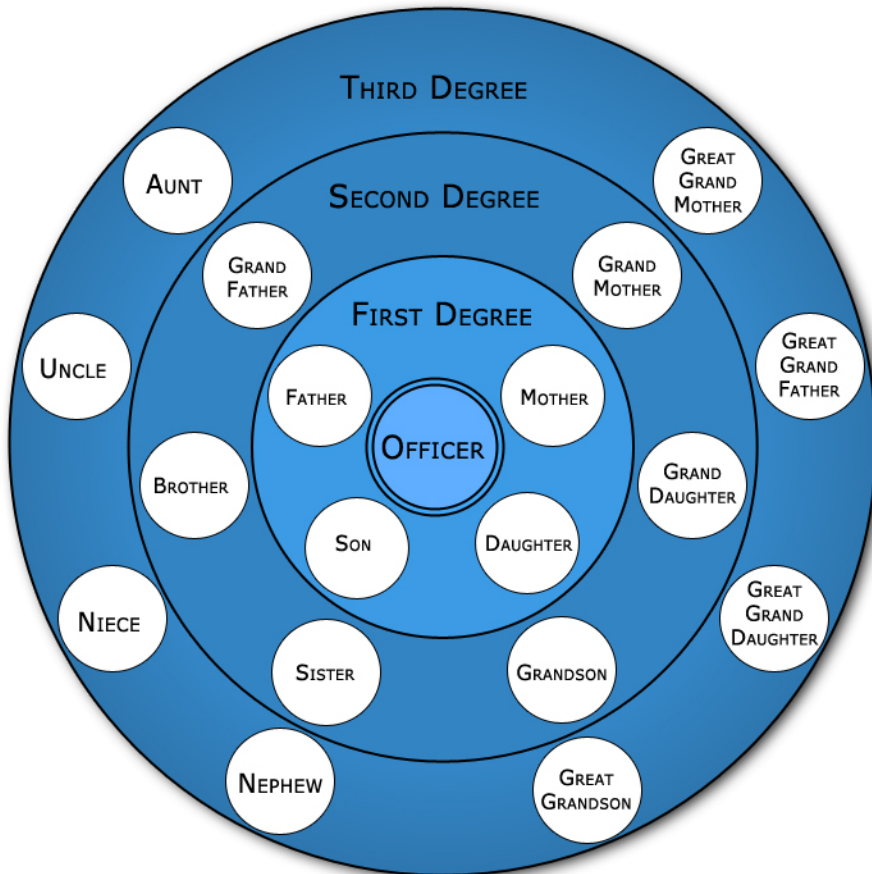 Third Degree
Aunt
Great
Grand
Mother
Second Degree
Grand
Father
Grand
Mother
First Degree
Uncle
Great
Grand
Father
Father
Mother
Officer
Brother
Grand
Daughter
Son
Daughter
Niece
Great
Grand
Daughter
Sister
Grandson
Nephew
Great
Grandson